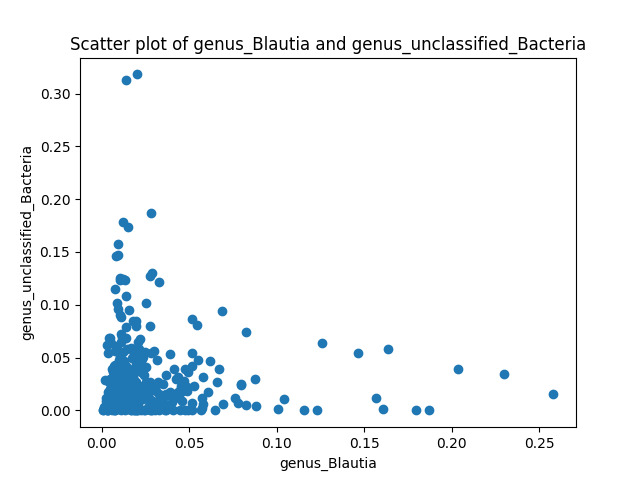 Scatter plot of genus_Blautia and genus_unclassified_Bacteria
0.30
0.25
0.20
0.15
0.10
0.05
0.00
genus_unclassified_Bacteria
0.00 0.05 0.10 0.15 0.20 0.25
genus_Blautia